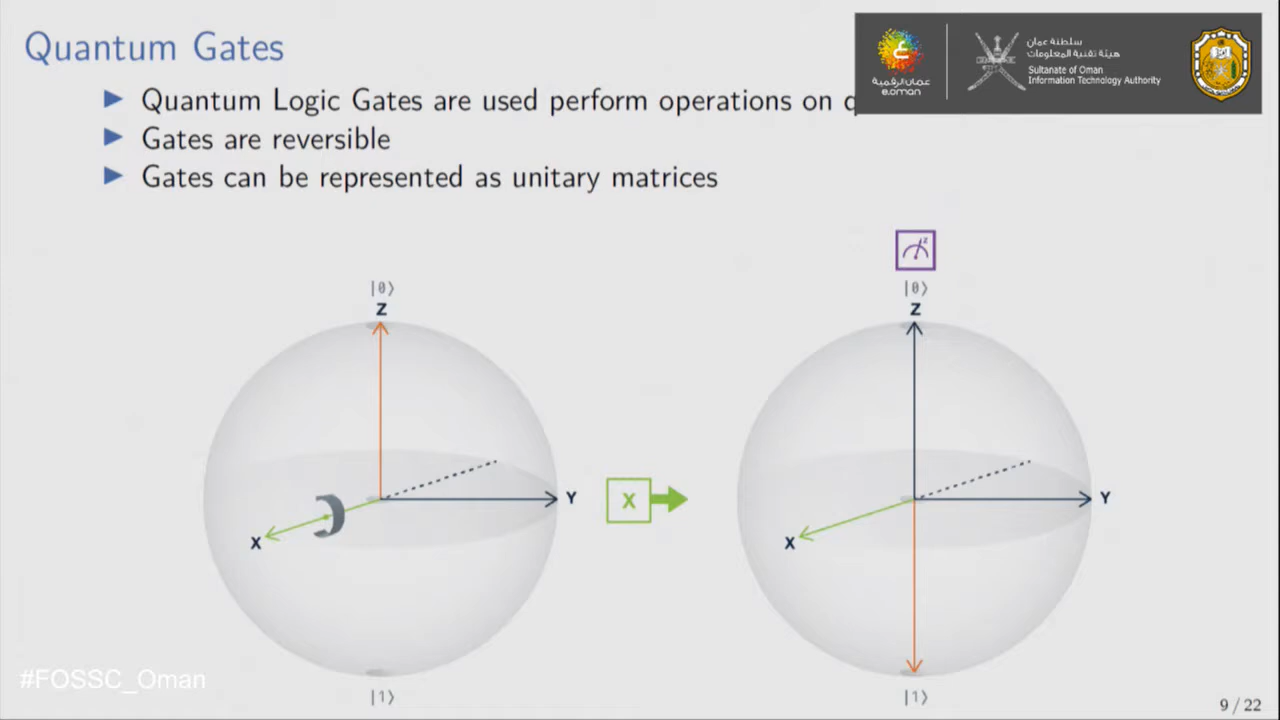 Quantum Gates
عمان الرقمية
e.oman
سلطنة عمان
هيئة تقنية المعلومات
Sultanate of Oman
Information Technology Authority
Quantum Logic Gates are used perform operations on
Gates are reversible
Gates can be represented as unitary matrices
z
|0⟩
Z
Y
X
|1⟩
X
|0⟩
Z
Y
X
|1⟩
#FOSSC_Oman
9 / 22